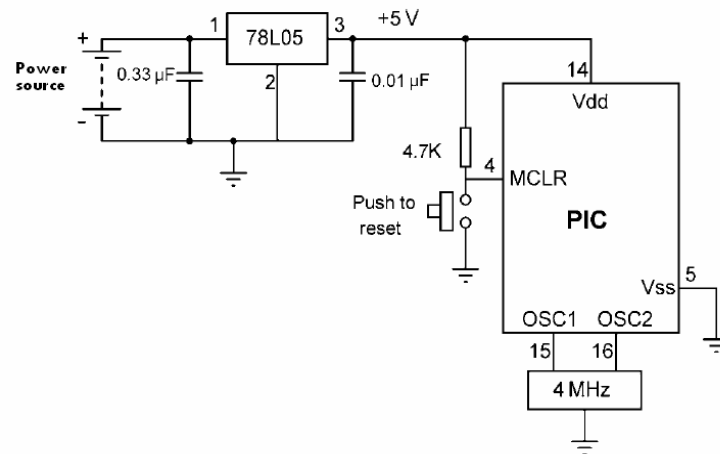 1
78L05
3
+5 V
+
Power
source
-
0.33 µF
2
0.01 µF
14
Vdd
4.7K
4
MCLR
Push to
reset
PIC
5
Vss
OSC1
OSC2
15
16
4 MHz